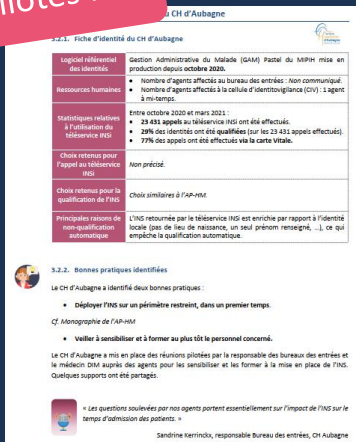 ilotes
u CH d'Aubagne
3.2.1. Fiche d'identité du CH d'Aubagne
Logiciel référentiel des identités
Gestion Administrative du Malade (GAM) Pastel du MIPIH mise en
production depuis octobre 2020.
Ressources humaines
• Nombre d'agents affectés au bureau des entrées : Non communiqué.
• Nombre d'agents affectés à la cellule d'identitovigilance (CIV) : 1 agent
à mi-temps.
Statistiques relatives
à l'utilisation du
téléservice INSi
Entre octobre 2020 et mars 2021 :
• 23 431 appels au téléservice INSi ont été effectués.
• 29% des identités ont été qualifiées (sur les 23 431 appels effectués).
• 77% des appels ont été effectués via la carte Vitale.
Choix retenus pour
l'appel au téléservice
INSi
Non précisé.
Choix retenus pour la
qualification de l'INS
Choix similaires à l'AP-HM.
Principales raisons de
non-qualification
automatique
L'INS retournée par le téléservice INSi est enrichie par rapport à l'identité
locale (pas de lieu de naissance, un seul prénom renseigné, ...), ce qui
empêche la qualification automatique.
3.2.2. Bonnes pratiques identifiées
Le CH d'Aubagne a identifié deux bonnes pratiques :
• Déployer l'INS sur un périmètre restreint, dans un premier temps.
Cf. Monographie de l'AP-HM
• Veiller à sensibiliser et à former au plus tôt le personnel concerné.
Le CH d'Aubagne a mis en place des réunions pilotées par la responsable des bureaux des entrées et
le médecin DIM auprès des agents pour les sensibiliser et les former à la mise en place de l'INS.
Quelques supports ont été partagés.
« Les questions soulevées par nos agents portent essentiellement sur l'impact de l'INS sur le
temps d'admission des patients. »
Sandrine Kerrinckx, responsable Bureau des entrées, CH Aubagne